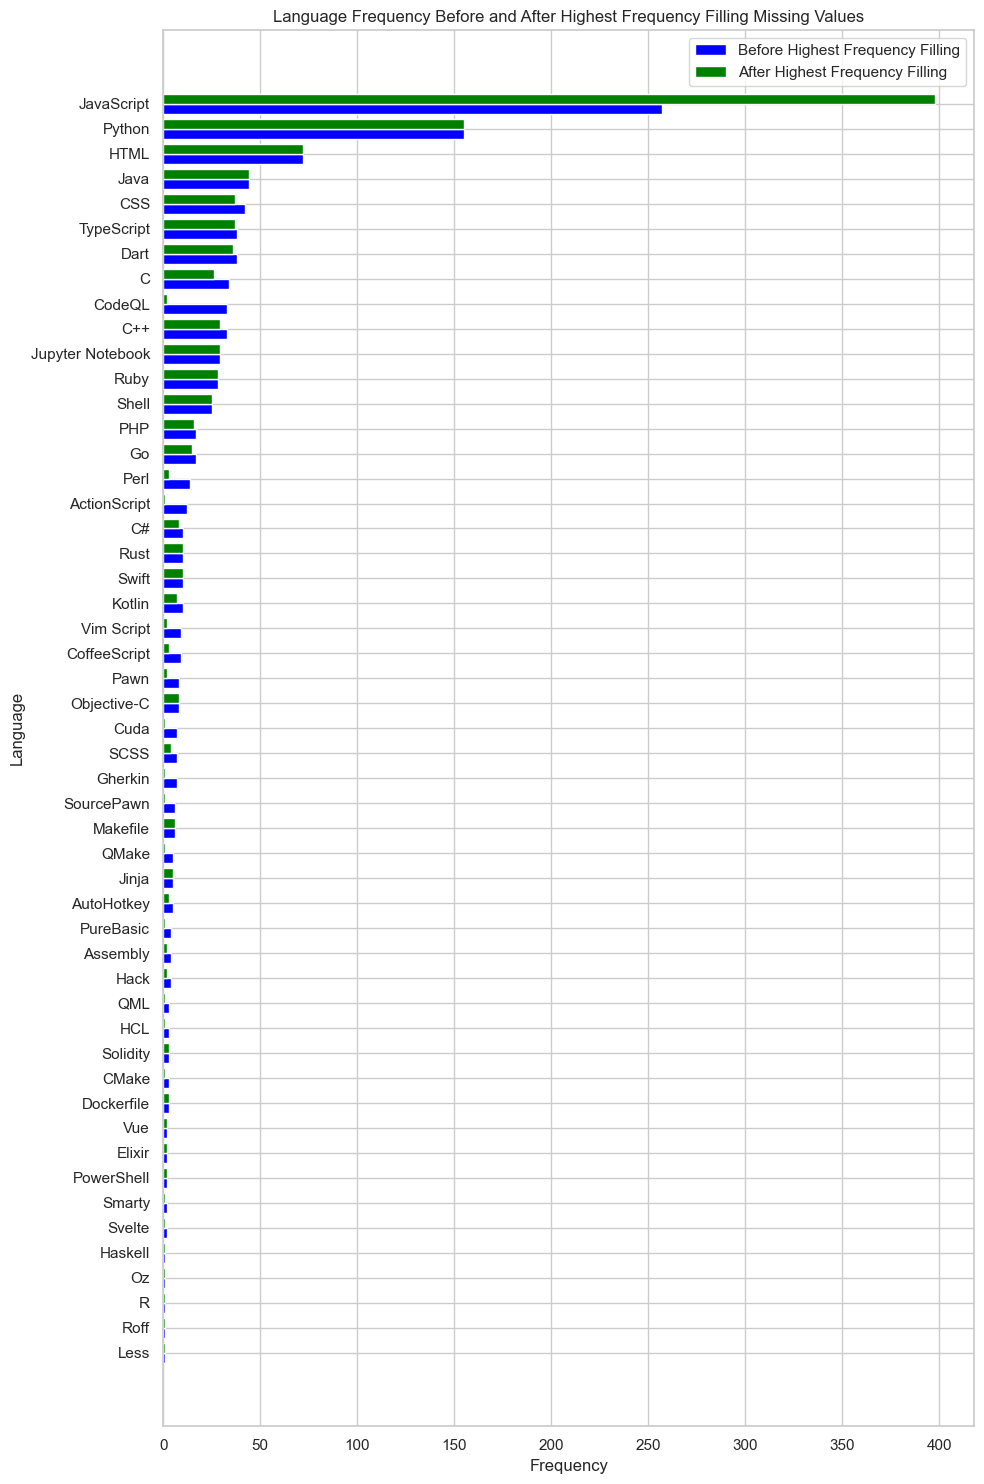 Language Frequency Before and After Highest Frequency Filling Missing Values
Before Highest Frequency Filling
After Highest Frequency Filling
JavaScript
Python
HTML
Java
CSS
TypeScript
Dart
C
CodeQL
C++
Jupyter Notebook
Ruby
Shell
PHP
Go
Perl
ActionScript
C#
Rust
Swift
Kotlin
Vim Script
CoffeeScript
Pawn
Objective-C
Cuda
SCSS
Gherkin
SourcePawn
Makefile
QMake
Jinja
AutoHotkey
PureBasic
Assembly
Hack
QML
HCL
Solidity
CMake
Dockerfile
Vue
Elixir
PowerShell
Smarty
Svelte
Haskell
Oz
R
Roff
Less
Language
0 50 100 150 200 250 300 350 400
Frequency